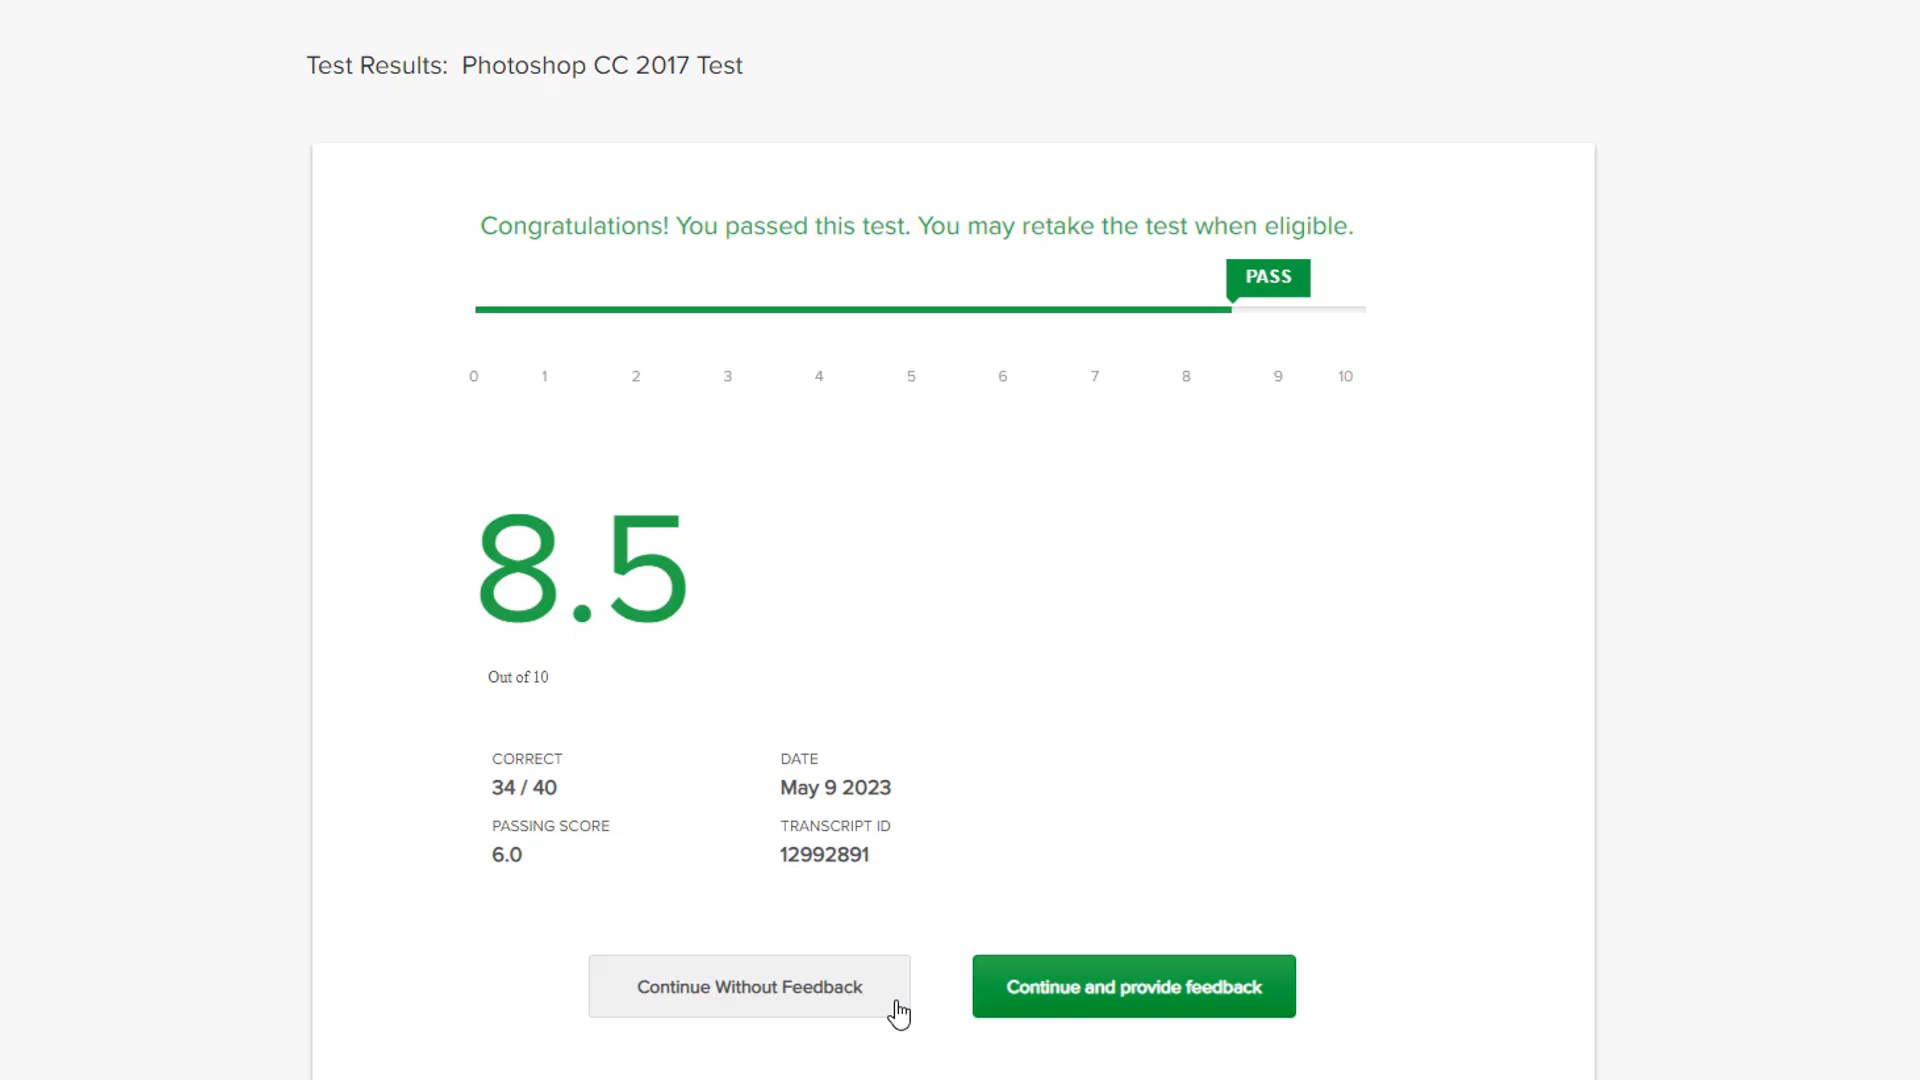 Test Results: Photoshop CC 2017 Test
Congratulations! You passed this test. You may retake the test when eligible.
PASS
0 1 2 3 4 5 6 7 8 9 10
8.5
Out of 10
CORRECT DATE
34 / 40 May 9 2023
PASSING SCORE TRANSCRIPT ID
6.0 12992891
Continue Without Feedback Continue and provide feedback